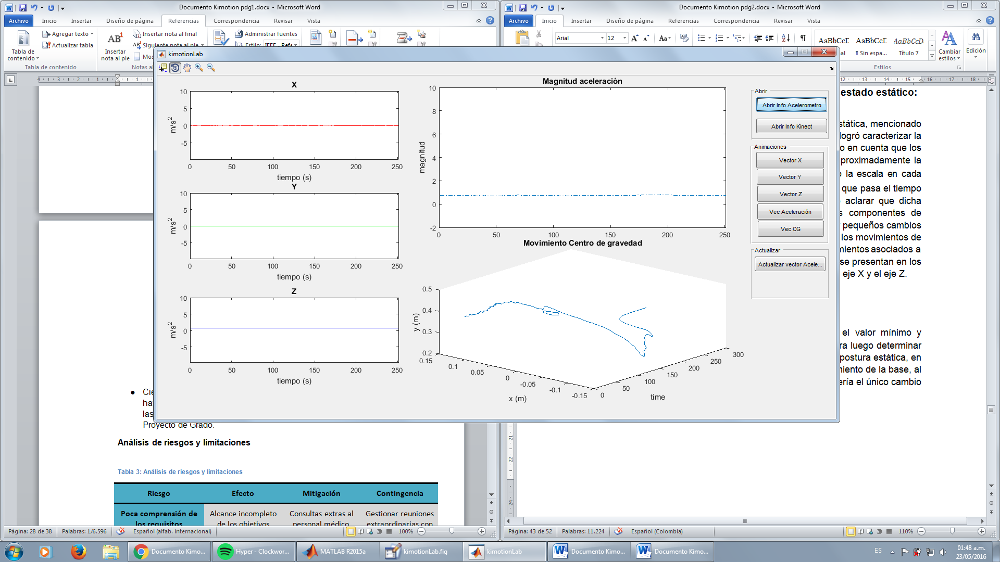 Documento Kimotion pdg1.docx - Microsoft Word
Archivo Inicio Insertar Diseño de página Referencias Correspondencia Revisar Vista
Tabla de contenido
Agregar texto
Actualizar tabla
Tabla de contenido
AB1
Insertar nota al pie
Insertar nota al final
Siguiente nota al pie
Administrar fuentes
Documento Kimotion pdg2.docx - Microsoft Word
Archivo Inicio Insertar Diseño de página Referencias Correspondencia Revisar Vista
Arial 12
AaBbCcI AaBbCcI AaBbCcD
¶ Sin espa... Título 7
Cambiar estilos
Edición
Estilos
kimotionLab
X
10
5
0
-5
m/s2
0 50 100 150 200 250
tiempo (s)
Y
10
5
0
-5
m/s2
0 50 100 150 200 250
tiempo (s)
Z
10
5
0
-5
m/s2
0 50 100 150 200 250
tiempo (s)
Magnitud aceleración
10
8
6
4
2
0
-2
magnitud
0 50 100 150 200 250
Movimiento Centro de gravedad
0.5
0.4
0.3
0.2
y (m)
0.15 0.1 0.05 0 -0.05 -0.1 -0.15
x (m)
0 50 100 150 200 250 300
time
Abrir
Abrir Info Acelerometro
Abrir Info Kinect
Animaciones
Vector X
Vector Y
Vector Z
Vec Aceleración
Vec CG
Actualizar
Actualizar vector Acele...
estado estático:
stática, mencionado
logró caracterizar la
o en cuenta que los
proximadamente la
la escala en cada
que pasa el tiempo
aclarar que dicha
componentes de
pequeños cambios
los movimientos de
mientos asociados a
se presentan en los
eje X y el eje Z.
el valor mínimo y
ra luego determinar
postura estática, en
miento de la base, al
ería el único cambio
● Cie
ha
las
Proyecto de Grado.
Análisis de riesgos y limitaciones
Tabla 3: Análisis de riesgos y limitaciones
Riesgo Efecto Mitigación Contingencia
Poca comprensión de Alcance incompleto Consultas extras al Gestionar reuniones
los requisitos de los objetivos personal médico extraordinarias con
Página: 28 de 38 Palabras: 1/6.596 Español (alfab. internacional) 100%
Página: 43 de 52 Palabras: 11.224 Español (Colombia) 110%
Documento Kimo... Hyper - Clockwor... MATLAB R2015a kimotionLab.fig kimotionLab Documento Kimo... Documento Kimo...
ES
01:48 a.m.
23/05/2016